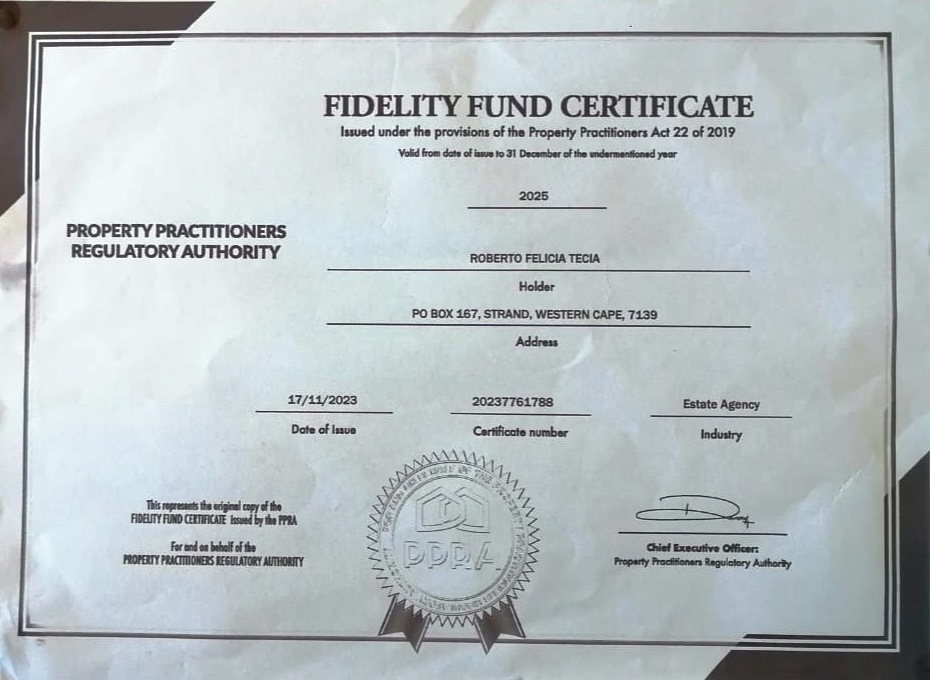 FIDELITY FUND CERTIFICATE
Issued under the provisions of the Property Practitioners Act 22 of 2019
Valid from date of issue to 31 December of the undermentioned year
2025
PROPERTY PRACTITIONERS
REGULATORY AUTHORITY
ROBERTO FELICIA TECIA
Holder
PO BOX 167, STRAND, WESTERN CAPE, 7139
Address
17/11/2023
Date of Issue
20237761788
Certificate number
Estate Agency
Industry
This represents the original copy of the
FIDELITY FUND CERTIFICATE issued by the PPRA
For and on behalf of the
PROPERTY PRACTITIONERS REGULATORY AUTHORITY
PPRA
Chief Executive Officer:
Property Practitioners Regulatory Authority